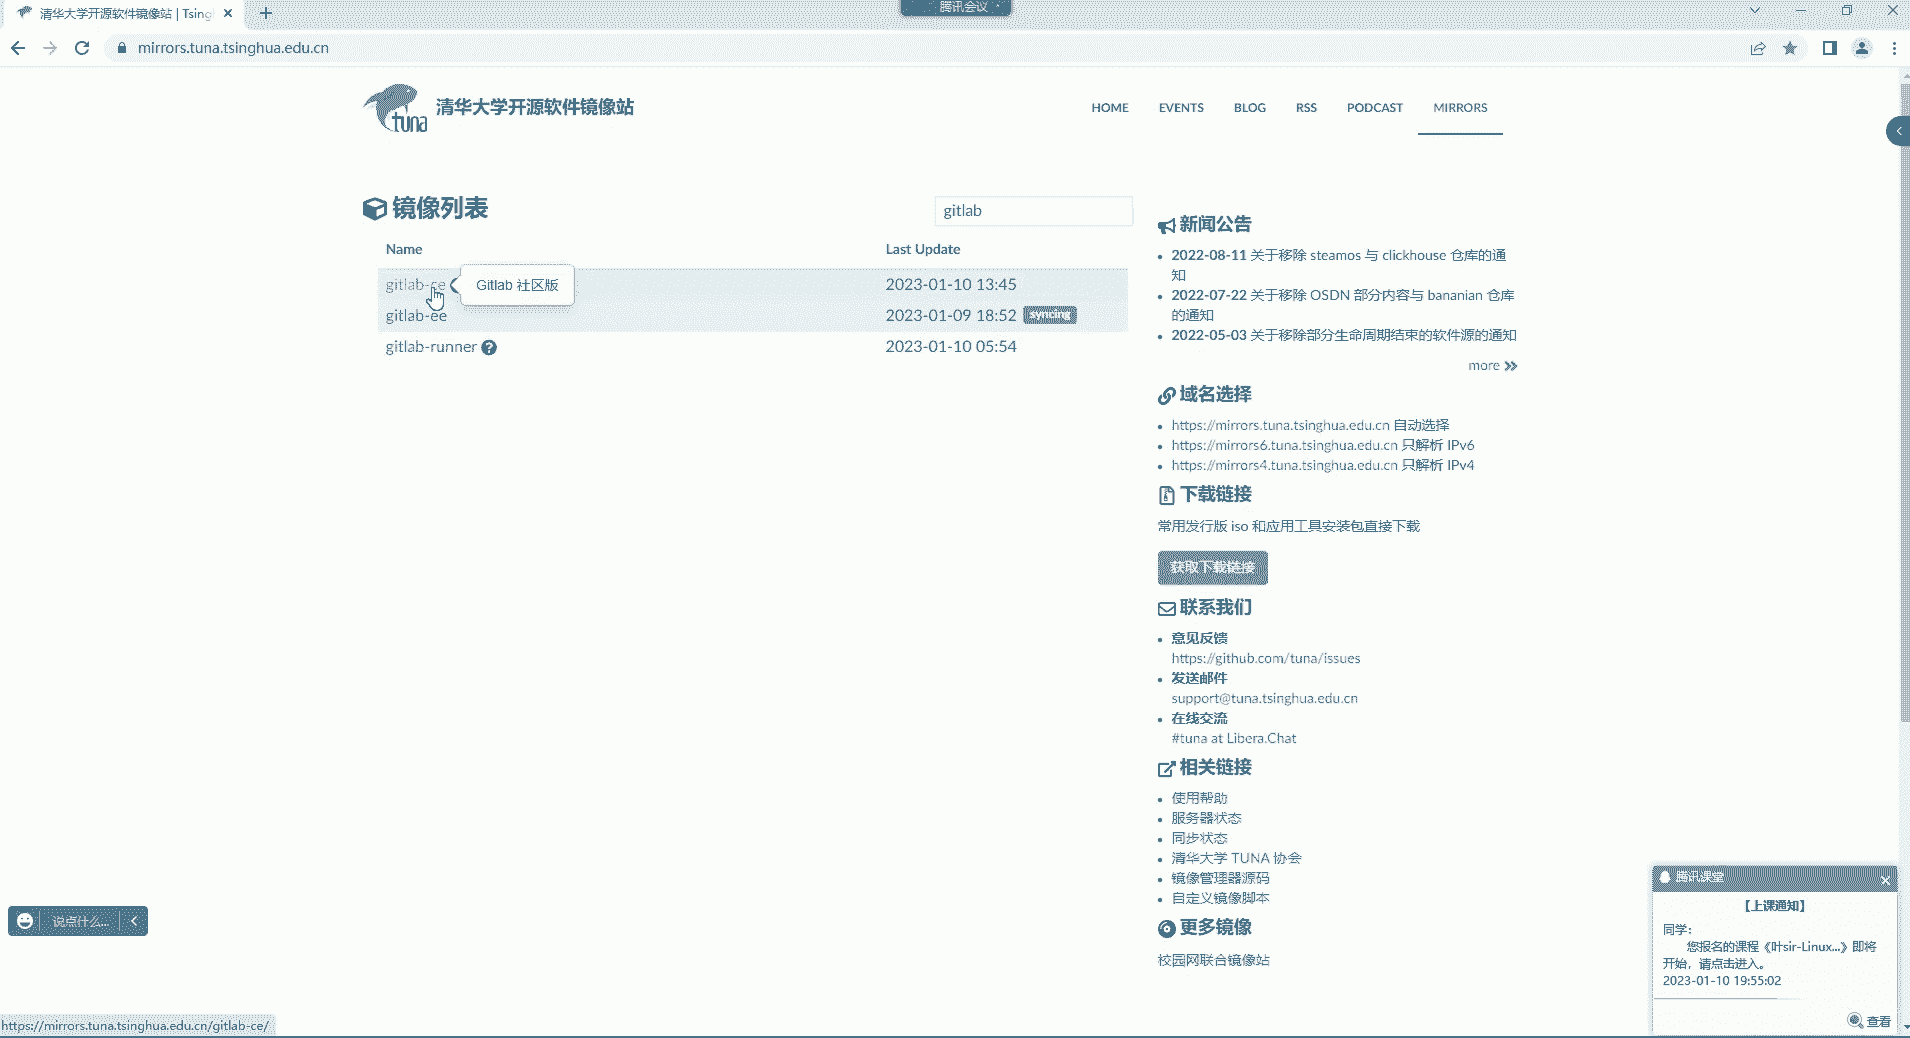 清华大学开源软件镜像站 | Tsing
腾讯会议
mirrors.tuna.tsinghua.edu.cn
tuna
清华大学开源软件镜像站
HOME
EVENTS
BLOG
RSS
PODCAST
MIRRORS
镜像列表
gitlab
Name
Last Update
gitlab-ce
Gitlab 社区版
2023-01-10 13:45
gitlab-ee
2023-01-09 18:52 syncing
gitlab-runner
2023-01-10 05:54
新闻公告
2022-08-11 关于移除 steamos 与 clickhouse 仓库的通
知
2022-07-22 关于移除 OSDN 部分内容与 bananian 仓库
的通知
2022-05-03 关于移除部分生命周期结束的软件源的通知
more
域名选择
https://mirrors.tuna.tsinghua.edu.cn 自动选择
https://mirrors6.tuna.tsinghua.edu.cn 只解析 IPv6
https://mirrors4.tuna.tsinghua.edu.cn 只解析 IPv4
下载链接
常用发行版 iso 和应用工具安装包直接下载
获取下载链接
联系我们
意见反馈
https://github.com/tuna/issues
发送邮件
support@tuna.tsinghua.edu.cn
在线交流
#tuna at Libera.Chat
相关链接
使用帮助
服务器状态
同步状态
清华大学 TUNA 协会
镜像管理器源码
自定义镜像脚本
更多镜像
校园网联合镜像站
说点什么...
腾讯课堂
【上课通知】
同学：
您报名的课程《叶sir-Linux...》即将
开始，请点击进入。
2023-01-10 19:55:02
查看
https://mirrors.tuna.tsinghua.edu.cn/gitlab-ce/